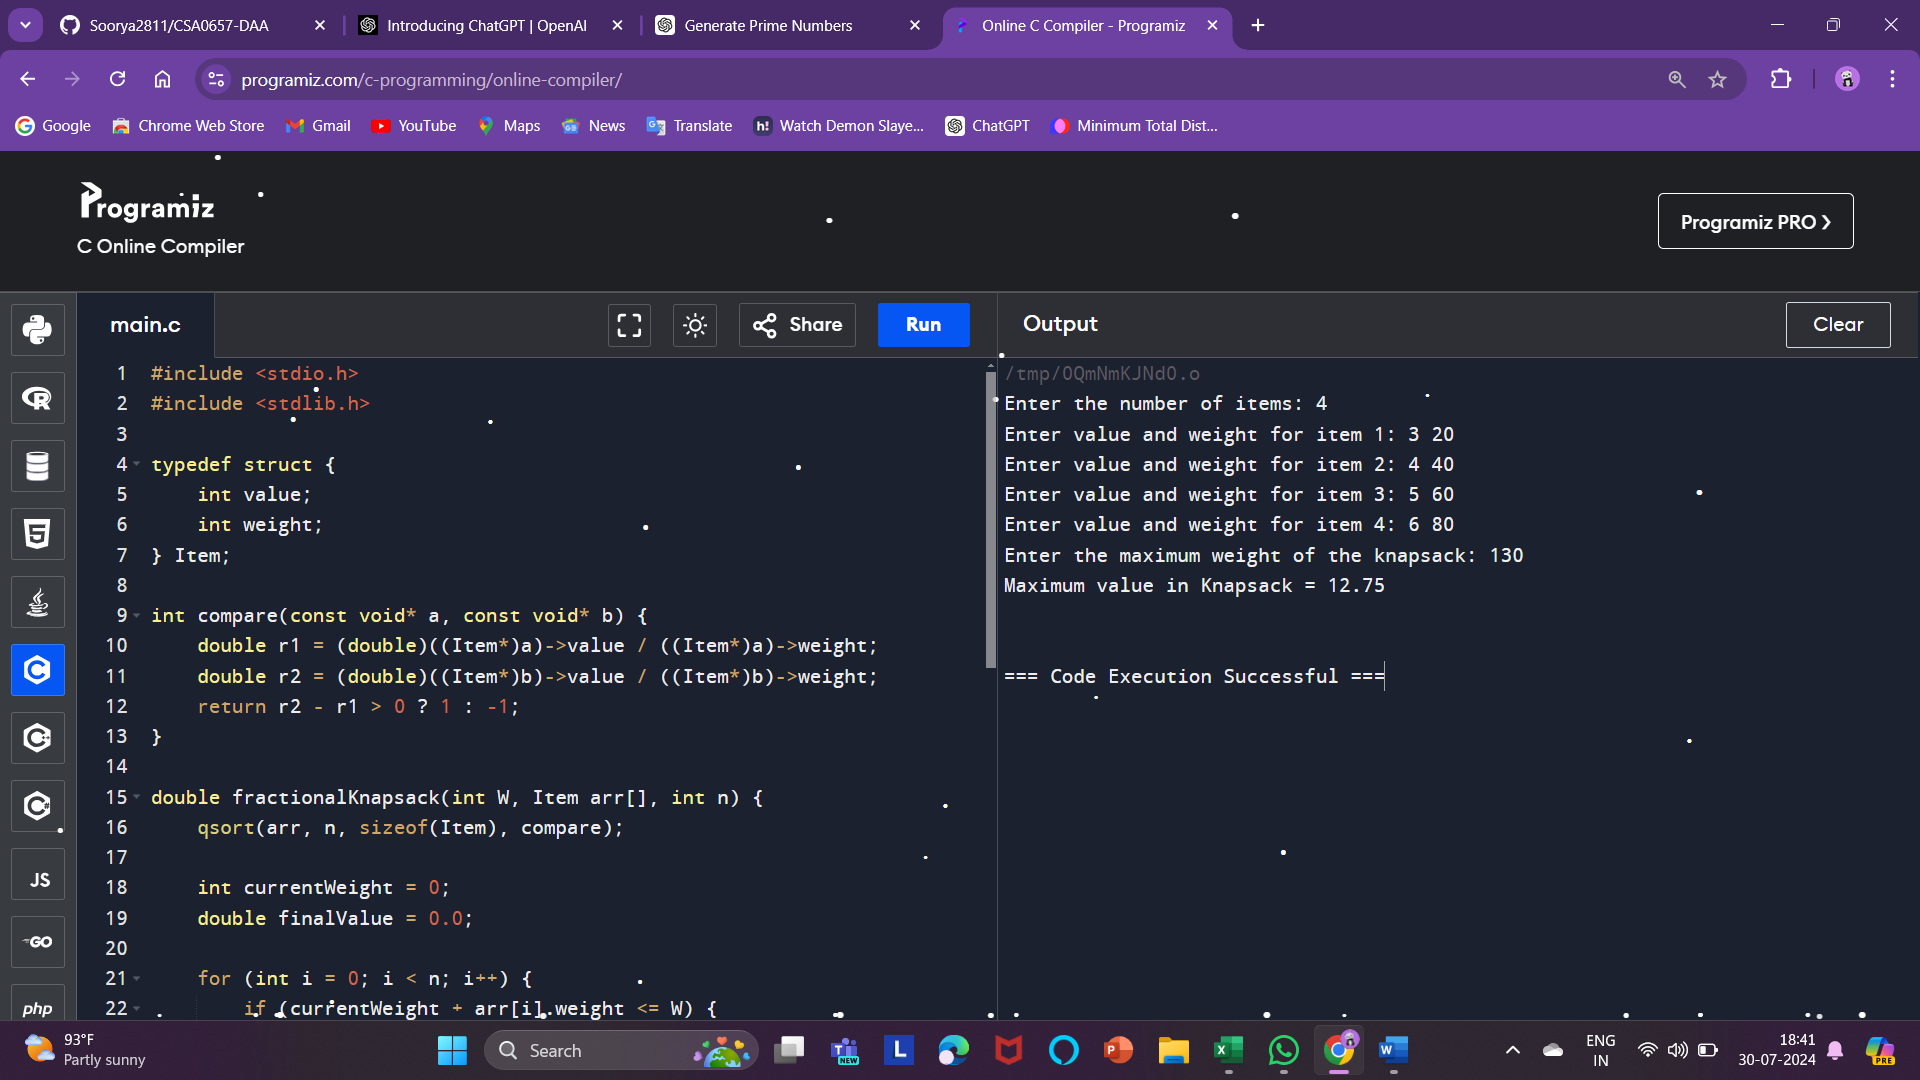 Soorya2811/CSA0657-DAA
Introducing ChatGPT | OpenAI
Generate Prime Numbers
Online C Compiler - Programiz
programiz.com/c-programming/online-compiler/
Google
Chrome Web Store
Gmail
YouTube
Maps
News
Translate
Watch Demon Slaye...
ChatGPT
Minimum Total Dist...
Programiz
C Online Compiler
Programiz PRO ❯
main.c
Share
Run
Output
Clear
1 #include <stdio.h>
2 #include <stdlib.h>
3
4 typedef struct {
5 int value;
6 int weight;
7 } Item;
8
9 int compare(const void* a, const void* b) {
10 double r1 = (double)((Item*)a)->value / ((Item*)a)->weight;
11 double r2 = (double)((Item*)b)->value / ((Item*)b)->weight;
12 return r2 - r1 > 0 ? 1 : -1;
13 }
14
15 double fractionalKnapsack(int W, Item arr[], int n) {
16 qsort(arr, n, sizeof(Item), compare);
17
18 int currentWeight = 0;
19 double finalValue = 0.0;
20
21 for (int i = 0; i < n; i++) {
22 if (currentWeight + arr[i].weight <= W) {
/tmp/0QmNmKJNd0.o
Enter the number of items: 4
Enter value and weight for item 1: 3 20
Enter value and weight for item 2: 4 40
Enter value and weight for item 3: 5 60
Enter value and weight for item 4: 6 80
Enter the maximum weight of the knapsack: 130
Maximum value in Knapsack = 12.75
=== Code Execution Successful ===
JS
GO
php
93°F
Partly sunny
Search
NEW
L
ENG
IN
18:41
30-07-2024
PRE